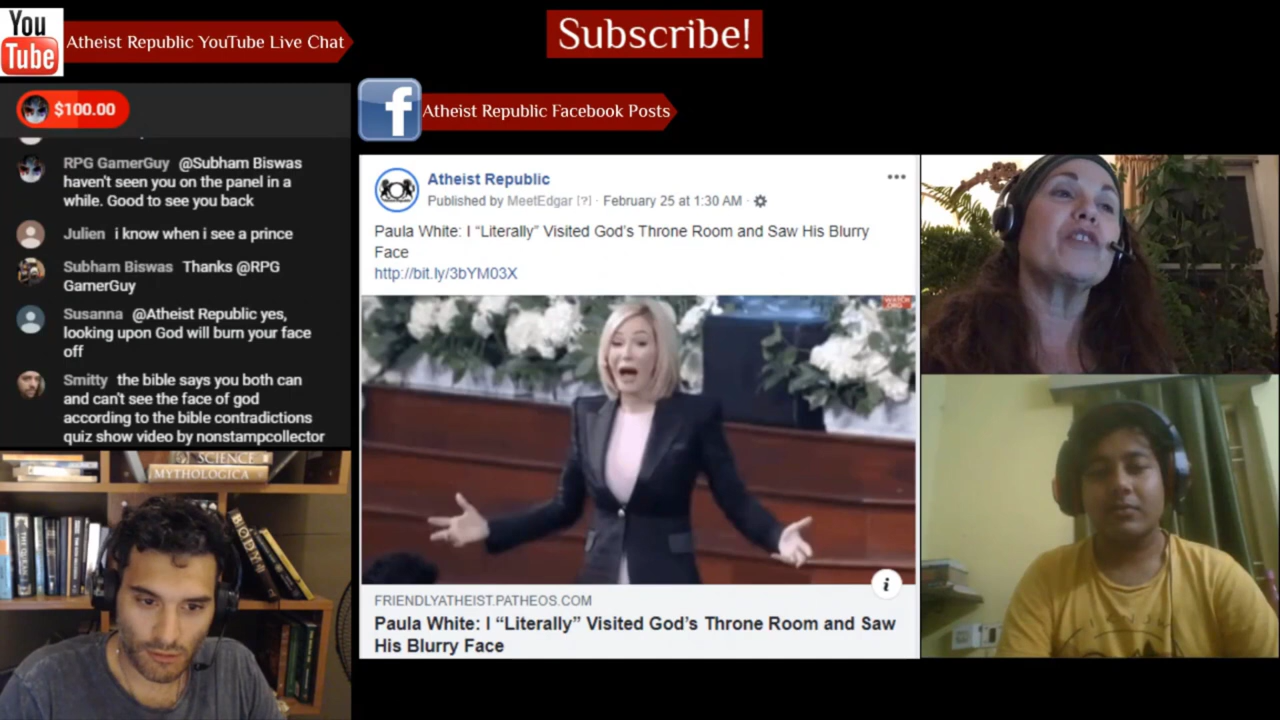 You
Tube
Atheist Republic YouTube Live Chat
Subscribe!
$100.00
RPG GamerGuy @Subham Biswas
haven't seen you on the panel in a
while. Good to see you back
Julien i know when i see a prince
Subham Biswas Thanks @RPG
GamerGuy
Susanna @Atheist Republic yes,
looking upon God will burn your face
off
Smitty the bible says you both can
and can't see the face of god
according to the bible contradictions
quiz show video by nonstampcollector
f
Atheist Republic Facebook Posts
Atheist Republic
Published by MeetEdgar [?] · February 25 at 1:30 AM ·
Paula White: I “Literally” Visited God’s Throne Room and Saw His Blurry
Face
http://bit.ly/3bYM03X
i
FRIENDLYATHEIST.PATHEOS.COM
Paula White: I “Literally” Visited God’s Throne Room and Saw
His Blurry Face
SCIENCE
MYTHOLOGICA
BODY